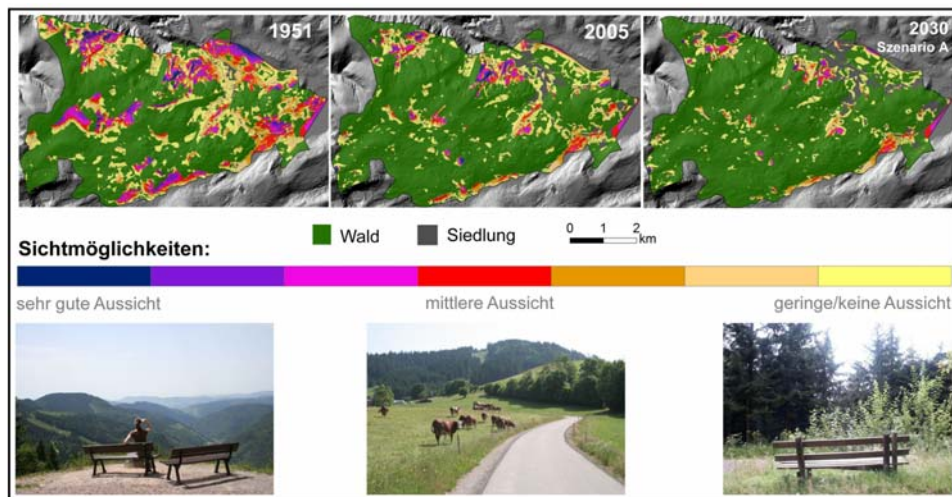 1951
2005
2030
Szenario A
Wald
Siedlung
0 1 2
km
Sichtmöglichkeiten:
sehr gute Aussicht
mittlere Aussicht
geringe/keine Aussicht